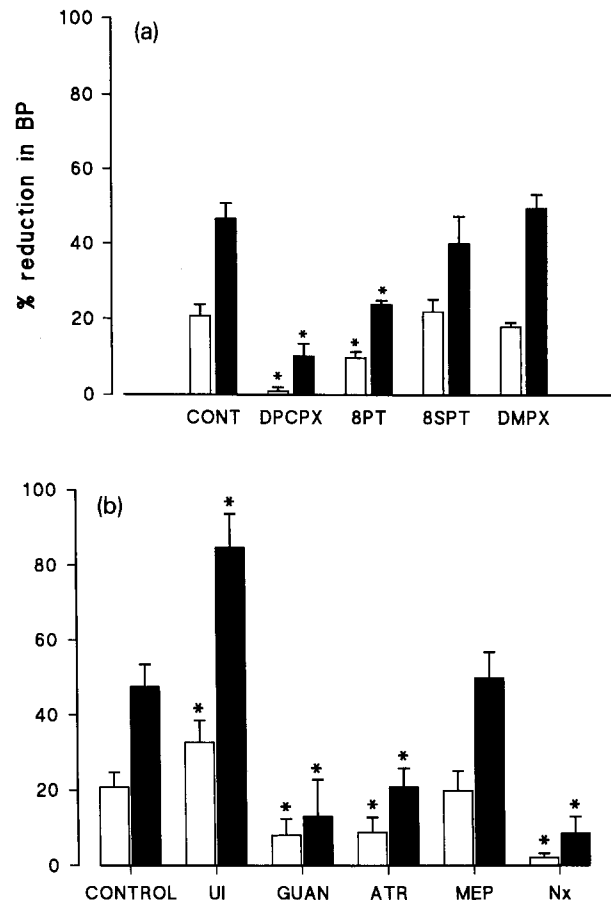 (a)
% reduction in BP
100
80
60
40
20
0
* * * *
CONT DPCPX 8PT 8SPT DMPX
(b)
100
80
60
40
20
0
* * * * * * * *
CONTROL UI GUAN ATR MEP Nx